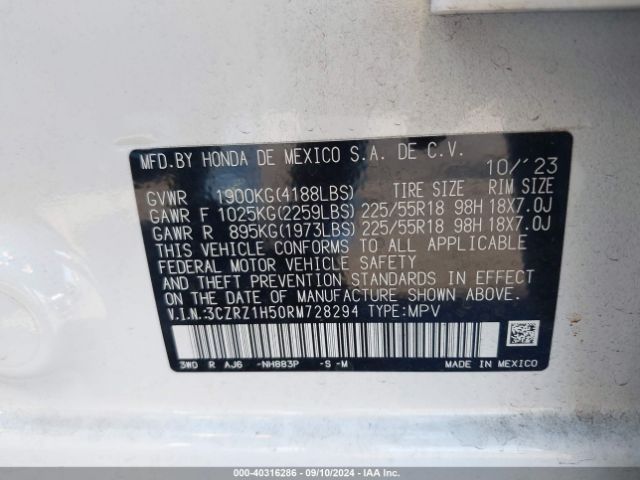 MFD.BY HONDA DE MEXICO S.A. DE C.V. 10/'23
GVWR 1900KG(4188LBS) TIRE SIZE RIM SIZE
GAWR F 1025KG(2259LBS) 225/55R18 98H 18X7.0J
GAWR R 895KG(1973LBS) 225/55R18 98H 18X7.0J
THIS VEHICLE CONFORMS TO ALL APPLICABLE
FEDERAL MOTOR VEHICLE SAFETY
AND THEFT PREVENTION STANDARDS IN EFFECT
ON THE DATE OF MANUFACTURE SHOWN ABOVE.
V.I.N.:3CZRZ1H50RM728294 TYPE:MPV
3WD R AJ6 -NH883P -S -M MADE IN MEXICO
000-40316286 - 09/10/2024 - IAA Inc.